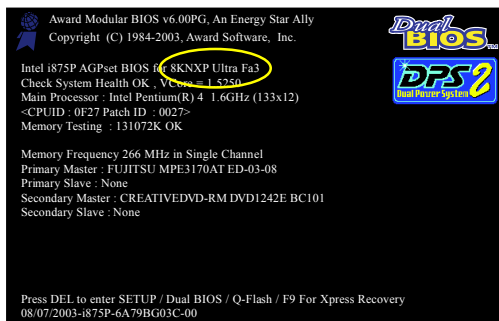 Award Modular BIOS v6.00PG, An Energy Star Ally
Copyright (C) 1984-2003, Award Software, Inc.
Dual BIOS TM
Intel i875P AGPset BIOS for 8KNXP Ultra Fa3
Check System Health OK , VCore = 1.5250
Main Processor : Intel Pentium(R) 4 1.6GHz (133x12)
<CPUID : 0F27 Patch ID : 0027>
Memory Testing : 131072K OK
DPS2
Dual Power System
Memory Frequency 266 MHz in Single Channel
Primary Master : FUJITSU MPE3170AT ED-03-08
Primary Slave : None
Secondary Master : CREATIVEDVD-RM DVD1242E BC101
Secondary Slave : None
Press DEL to enter SETUP / Dual BIOS / Q-Flash / F9 For Xpress Recovery
08/07/2003-i875P-6A79BG03C-00